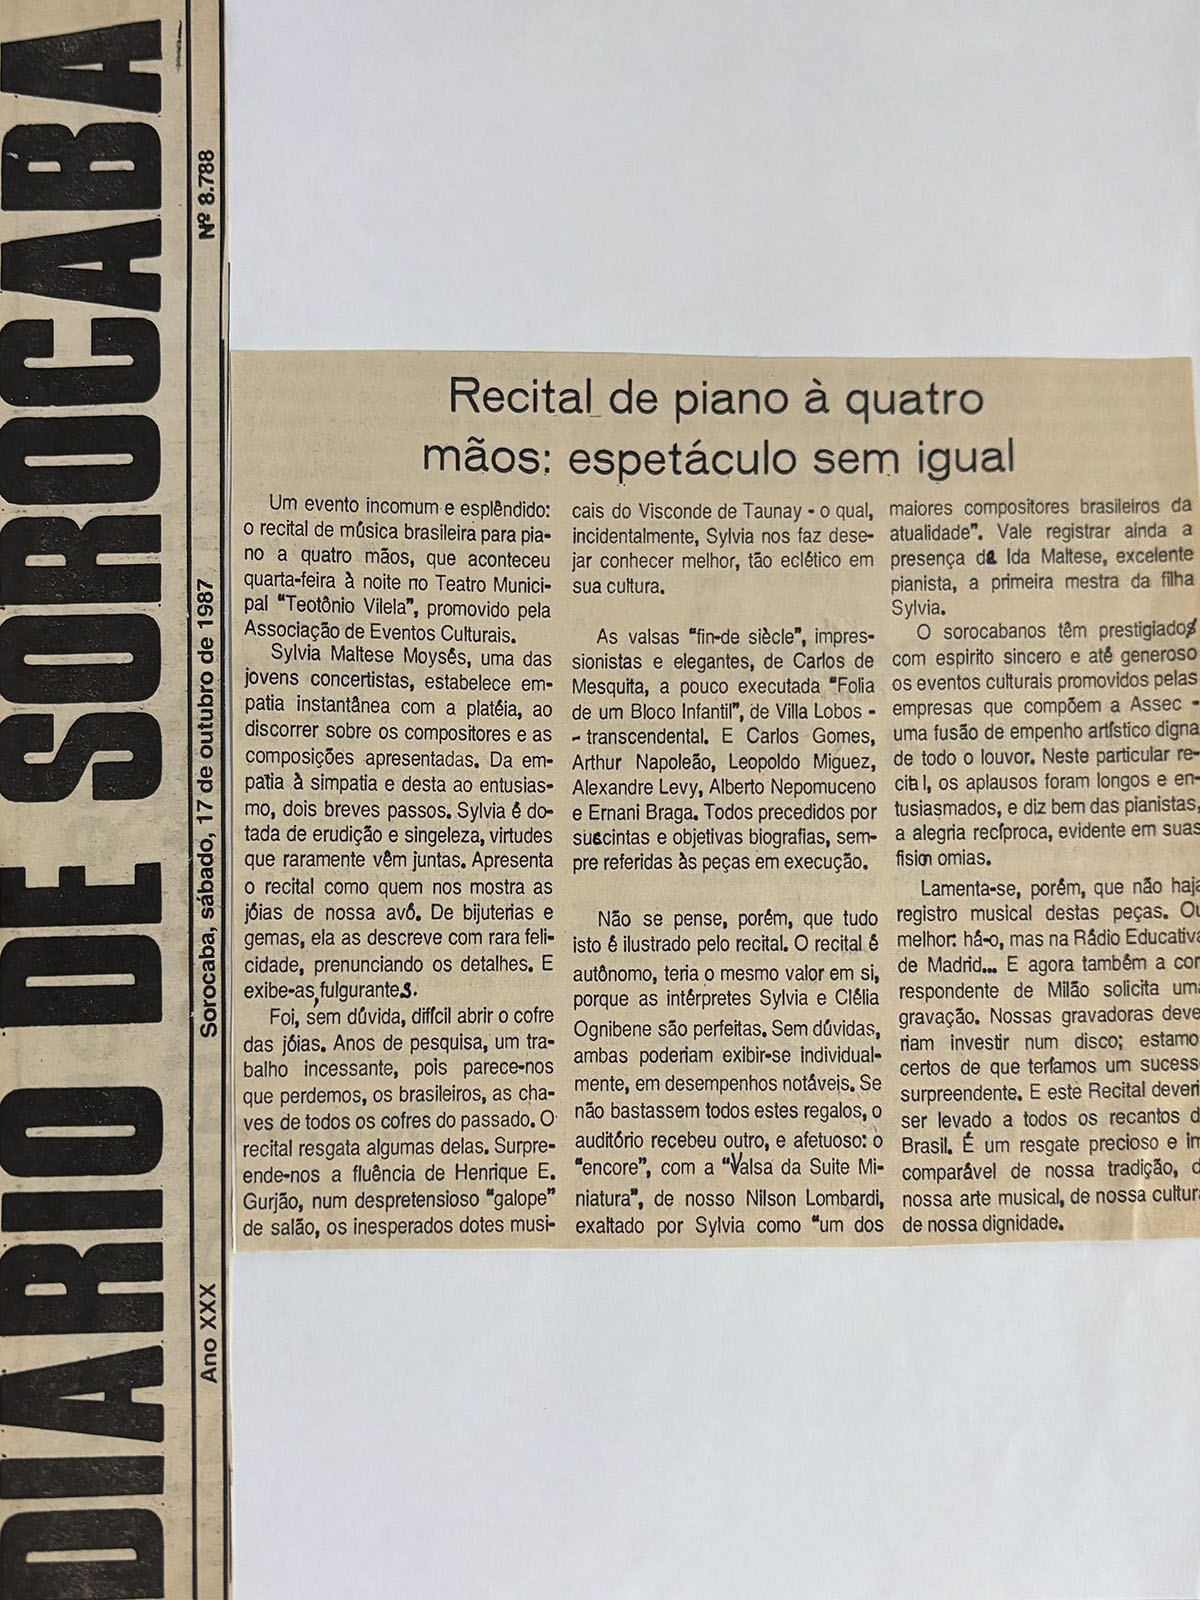 DIARIO DE SOROCABA
Ano XXX
Sorocaba, sábado, 17 de outubro de 1987
Nº 8.788
Recital de piano à quatro
mãos: espetáculo sem igual
Um evento incomum e esplêndido:
o recital de música brasileira para pia-
no a quatro mãos, que aconteceu
quarta-feira à noite no Teatro Munici-
pal "Teotônio Vilela", promovido pela
Associação de Eventos Culturais.
Sylvia Maltese Moysés, uma das
jovens concertistas, estabelece em-
patia instantânea com a platéia, ao
discorrer sobre os compositores e as
composições apresentadas. Da em-
patia à simpatia e desta ao entusias-
mo, dois breves passos. Sylvia é do-
tada de erudição e singeleza, virtudes
que raramente vêm juntas. Apresenta
o recital como quem nos mostra as
jóias de nossa avó. De bijuterias e
gemas, ela as descreve com rara feli-
cidade, prenunciando os detalhes. E
exibe-as, fulgurantes.
Foi, sem dúvida, difícil abrir o cofre
das jóias. Anos de pesquisa, um tra-
balho incessante, pois parece-nos
que perdemos, os brasileiros, as cha-
ves de todos os cofres do passado. O
recital resgata algumas delas. Surpre-
ende-nos a fluência de Henrique E.
Gurjão, num despretensioso "galope"
de salão, os inesperados dotes musi-
cais do Visconde de Taunay - o qual,
incidentalmente, Sylvia nos faz dese-
jar conhecer melhor, tão eclético em
sua cultura.
As valsas "fin-de siècle", impres-
sionistas e elegantes, de Carlos de
Mesquita, a pouco executada "Folia
de um Bloco Infantil", de Villa Lobos -
- transcendental. E Carlos Gomes,
Arthur Napoleão, Leopoldo Miguez,
Alexandre Levy, Alberto Nepomuceno
e Ernani Braga. Todos precedidos por
suscintas e objetivas biografias, sem-
pre referidas às peças em execução.
Não se pense, porém, que tudo
isto é ilustrado pelo recital. O recital é
autônomo, teria o mesmo valor em si,
porque as intérpretes Sylvia e Clélia
Ognibene são perfeitas. Sem dúvidas,
ambas poderiam exibir-se individual-
mente, em desempenhos notáveis. Se
não bastassem todos estes regalos, o
auditório recebeu outro, e afetuoso: o
"encore", com a "Valsa da Suite Mi-
niatura", de nosso Nilson Lombardi,
exaltado por Sylvia como "um dos
maiores compositores brasileiros da
atualidade". Vale registrar ainda a
presença da Ida Maltese, excelente
pianista, a primeira mestra da filha
Sylvia.
O sorocabanos têm prestigiado
com espirito sincero e até generoso
os eventos culturais promovidos pelas
empresas que compõem a Assec -
uma fusão de empenho artístico digna
de todo o louvor. Neste particular re-
cital, os aplausos foram longos e en-
tusiasmados, e diz bem das pianistas,
a alegria recíproca, evidente em suas
fision omias.
Lamenta-se, porém, que não haja
registro musical destas peças. Ou
melhor: há-o, mas na Rádio Educativa
de Madrid... E agora também a cor
respondente de Milão solicita uma
gravação. Nossas gravadoras deve
riam investir num disco; estamo
certos de que teríamos um sucess
surpreendente. E este Recital deveri
ser levado a todos os recantos d
Brasil. É um resgate precioso e in
comparável de nossa tradição, d
nossa arte musical, de nossa cultur
de nossa dignidade.